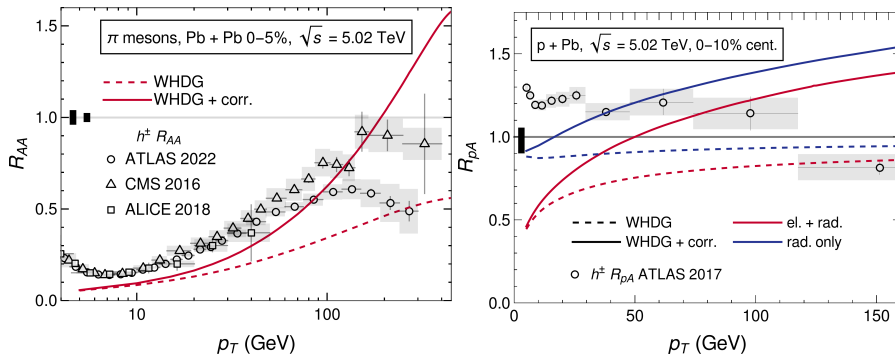 π mesons, Pb + Pb 0–5%, √s = 5.02 TeV
WHDG
WHDG + corr.
h± R_AA
ATLAS 2022
CMS 2016
ALICE 2018
R_AA
1.5
1.0
0.5
0.0
10
100
p_T (GeV)
p + Pb, √s = 5.02 TeV, 0–10% cent.
R_pA
1.5
1.0
0.5
0.0
WHDG
el. + rad.
WHDG + corr.
rad. only
h± R_pA ATLAS 2017
0
50
100
150
p_T (GeV)